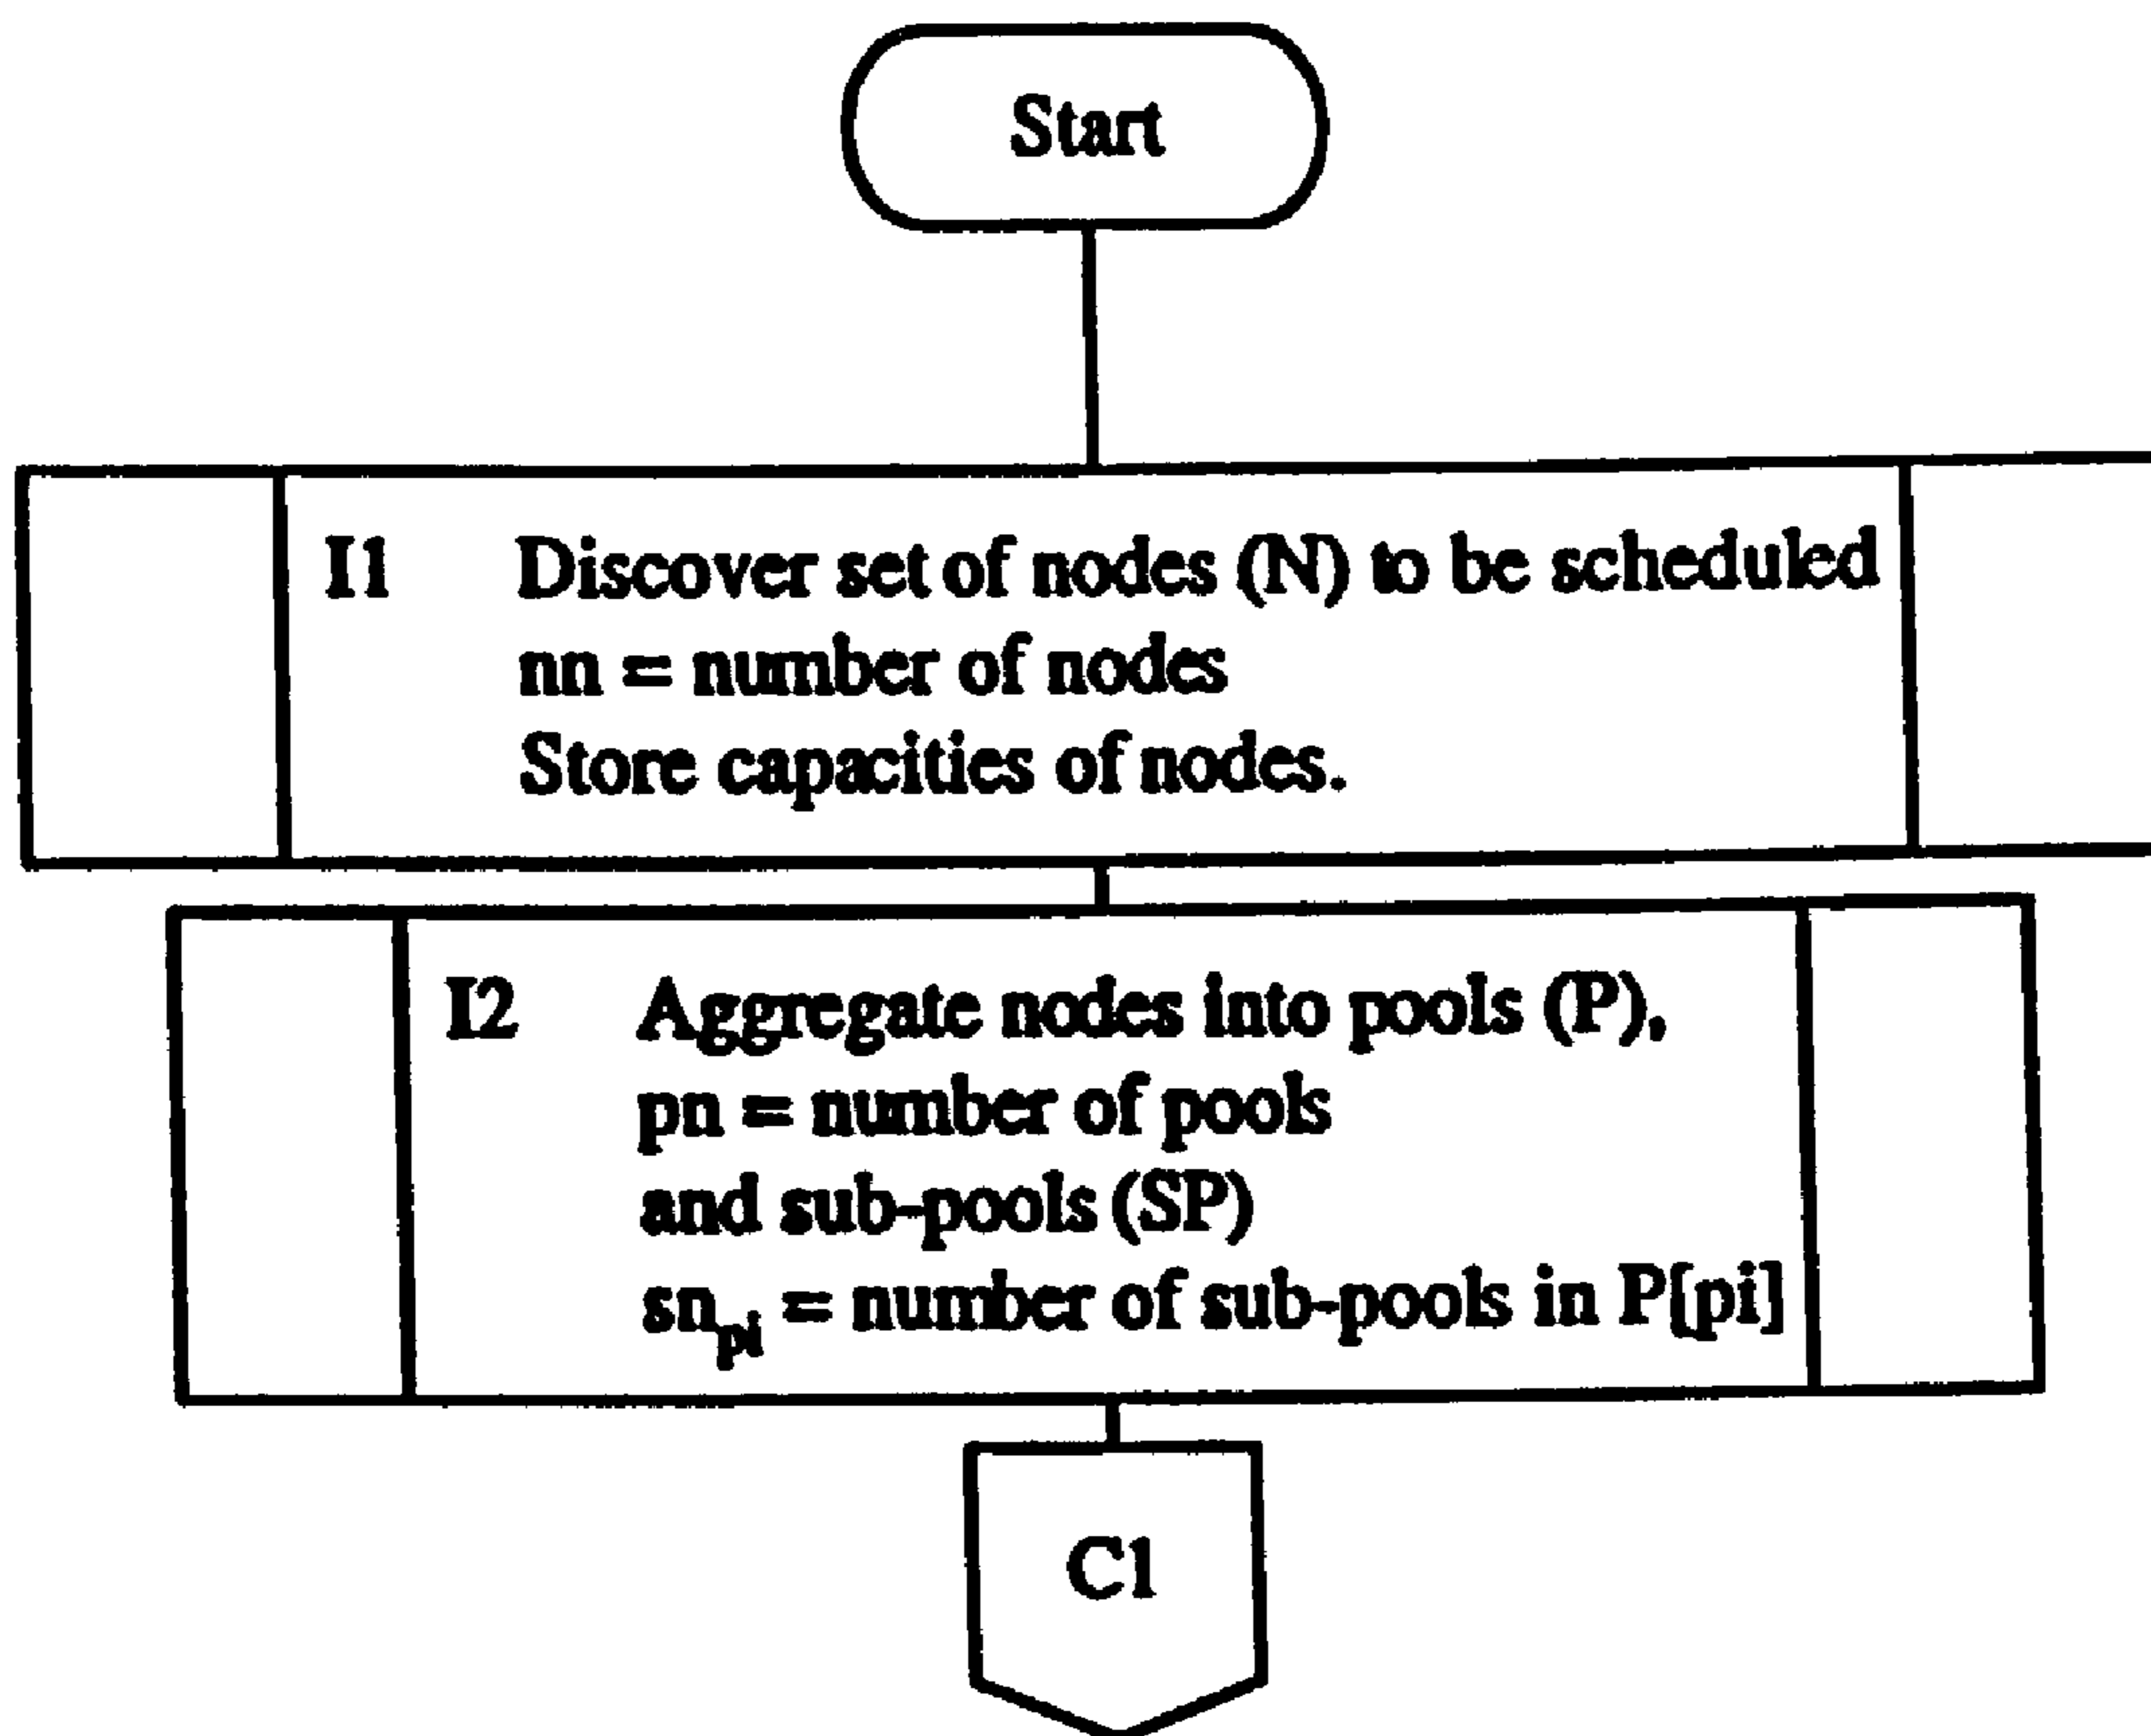 Start
I1 Discover set of nodes (N) to be scheduled
nn = number of nodes
Store capacities of nodes.
I2 Aggregate nodes into pools (P),
pn = number of pools
and sub-pools (SP)
sn_pi = number of sub-pools in P[pi]
C1